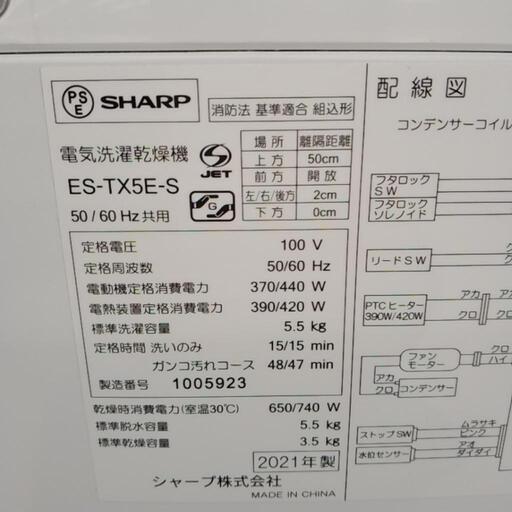 PS
E
SHARP
消防法 基準適合 組込形
電気洗濯乾燥機
S
JET
ES-TX5E-S
G
50/60 Hz共用
場所 離隔距離
上方 50cm
前方 開放
左/右/後方 2cm
下方 0cm
定格電圧 100 V
定格周波数 50/60 Hz
電動機定格消費電力 370/440 W
電熱装置定格消費電力 390/420 W
標準洗濯容量 5.5 kg
定格時間 洗いのみ 15/15 min
ガンコ汚れコース 48/47 min
製造番号 1005923
乾燥時消費電力(室温30℃) 650/740 W
標準脱水容量 5.5 kg
標準乾燥容量 3.5 kg
2021年製
シャープ株式会社
MADE IN CHINA
配線図
コンデンサーコイル
フタロック
SW
フタロック
ソレノイド
リードSW
PTCヒーター
390W/420W
アカ
クロ
アカ
クロ
ファン
モーター
クロ
ハイ
アカ
クロ
コンデンサー
ストップSW
ムラサキ
ピンク
水位センサー
アオ
ダイダイ